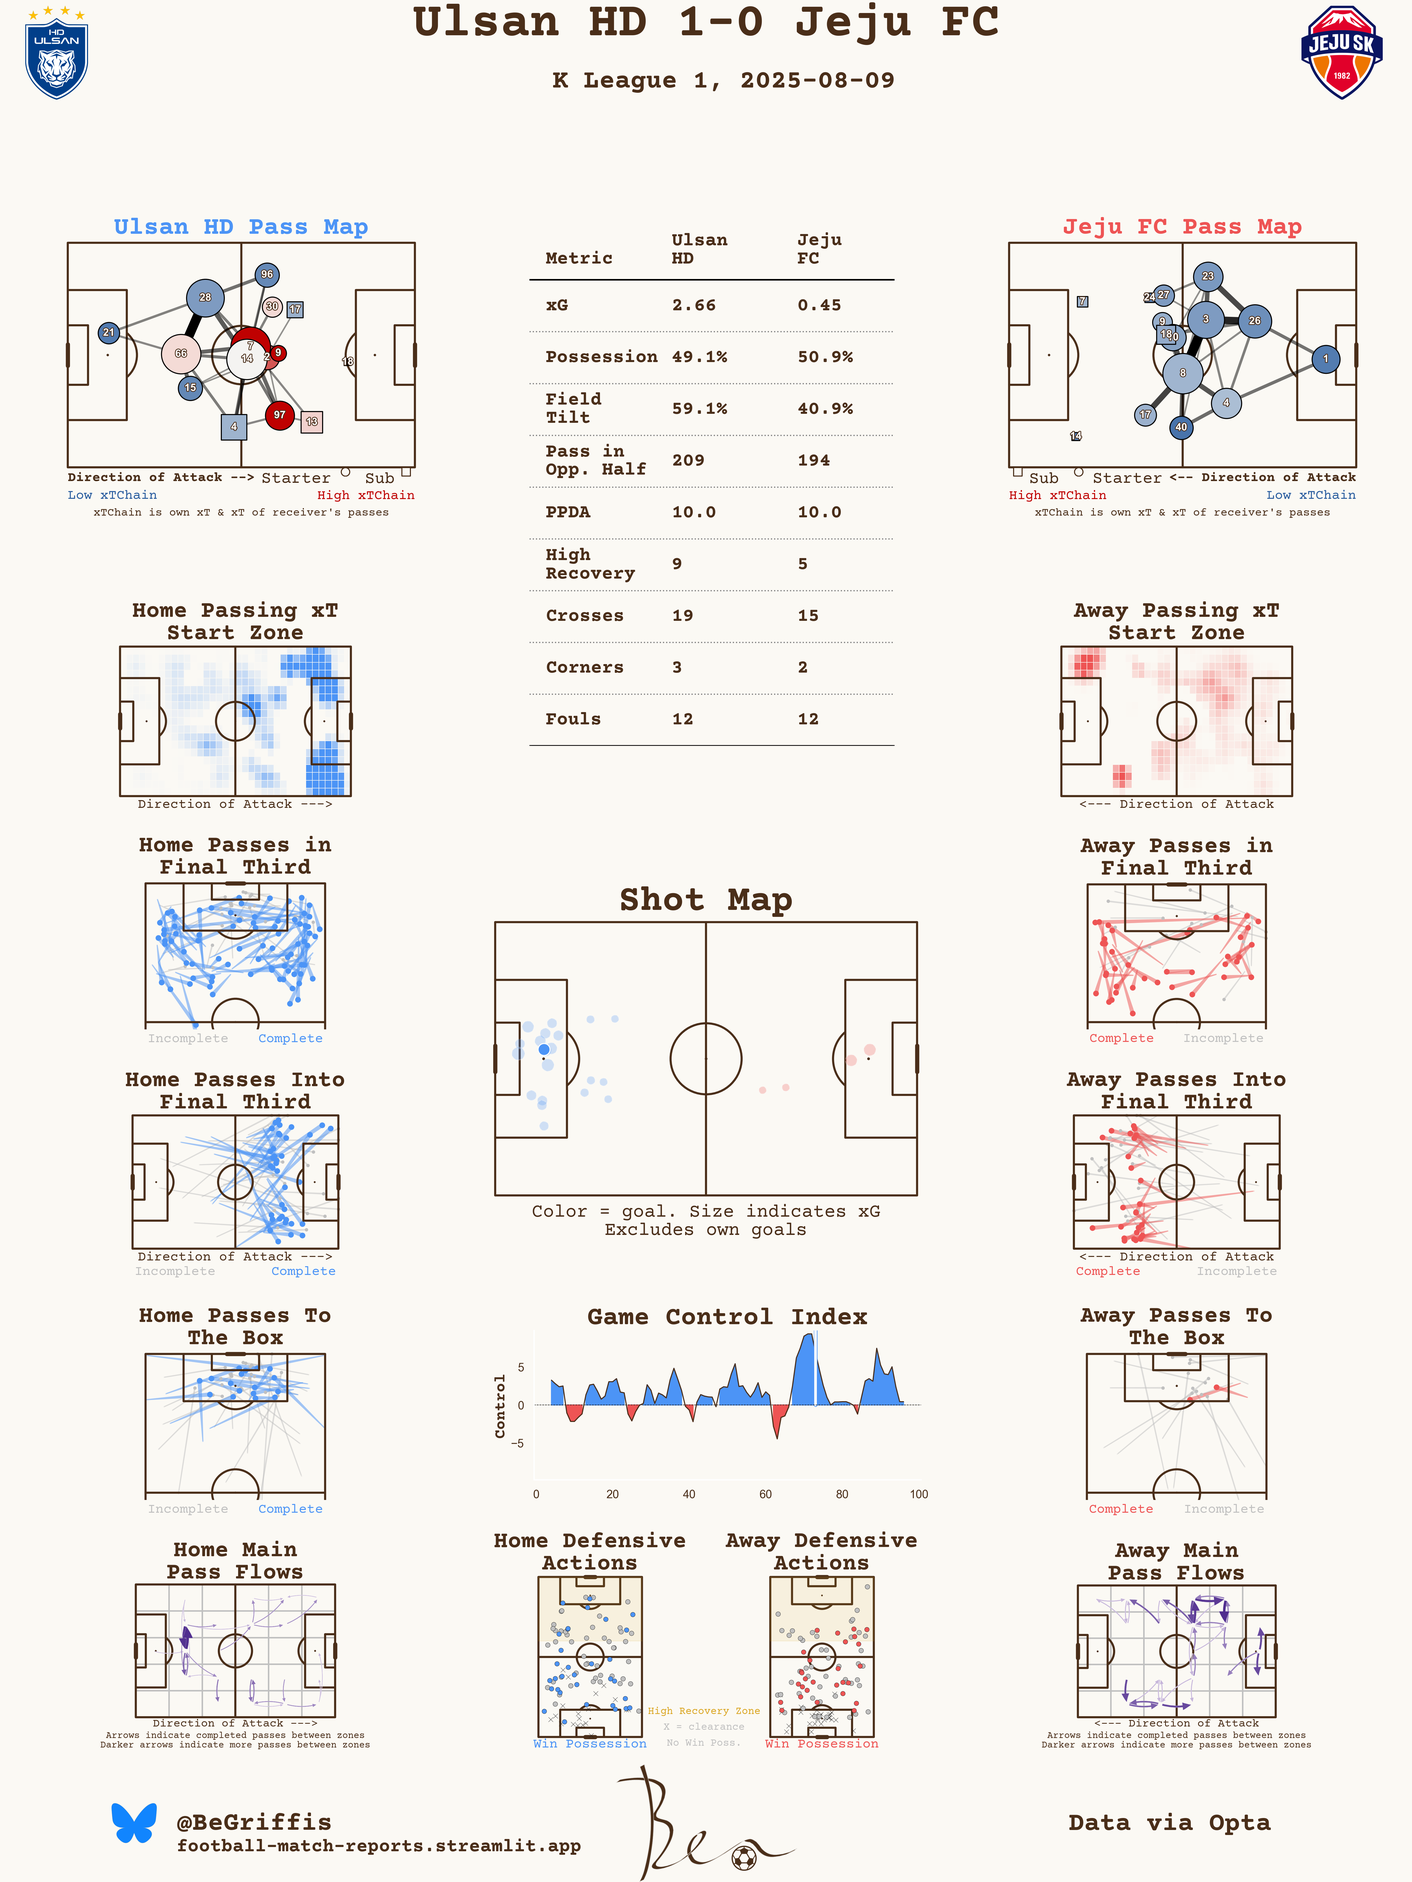 Ulsan HD 1-0 Jeju FC
K League 1, 2025-08-09
HD
ULSAN
JEJU SK
1982
Ulsan HD Pass Map
96
28
30
17
21
7
66
14
2
9
18
15
97
4
13
Direction of Attack --> Starter Sub
Low xTChain High xTChain
xTChain is own xT & xT of receiver's passes
Metric Ulsan HD Jeju FC
xG 2.66 0.45
Possession 49.1% 50.9%
Field Tilt 59.1% 40.9%
Pass in Opp. Half 209 194
PPDA 10.0 10.0
High Recovery 9 5
Crosses 19 15
Corners 3 2
Fouls 12 12
Jeju FC Pass Map
23
7
24
27
9
3
26
18
10
1
8
17
4
40
14
Sub Starter <-- Direction of Attack
High xTChain Low xTChain
xTChain is own xT & xT of receiver's passes
Home Passing xT
Start Zone
Direction of Attack --->
Away Passing xT
Start Zone
<--- Direction of Attack
Home Passes in
Final Third
Incomplete Complete
Away Passes in
Final Third
Complete Incomplete
Shot Map
Color = goal. Size indicates xG
Excludes own goals
Home Passes Into
Final Third
Direction of Attack --->
Incomplete Complete
Away Passes Into
Final Third
<--- Direction of Attack
Complete Incomplete
Home Passes To
The Box
Incomplete Complete
Game Control Index
Control
5
0
−5
0 20 40 60 80 100
Away Passes To
The Box
Complete Incomplete
Home Main
Pass Flows
Direction of Attack --->
Arrows indicate completed passes between zones
Darker arrows indicate more passes between zones
Home Defensive
Actions
Win Possession
Away Defensive
Actions
Win Possession
High Recovery Zone
X = clearance
No Win Poss.
Away Main
Pass Flows
<--- Direction of Attack
Arrows indicate completed passes between zones
Darker arrows indicate more passes between zones
@BeGriffis
football-match-reports.streamlit.app
Ben
Data via Opta